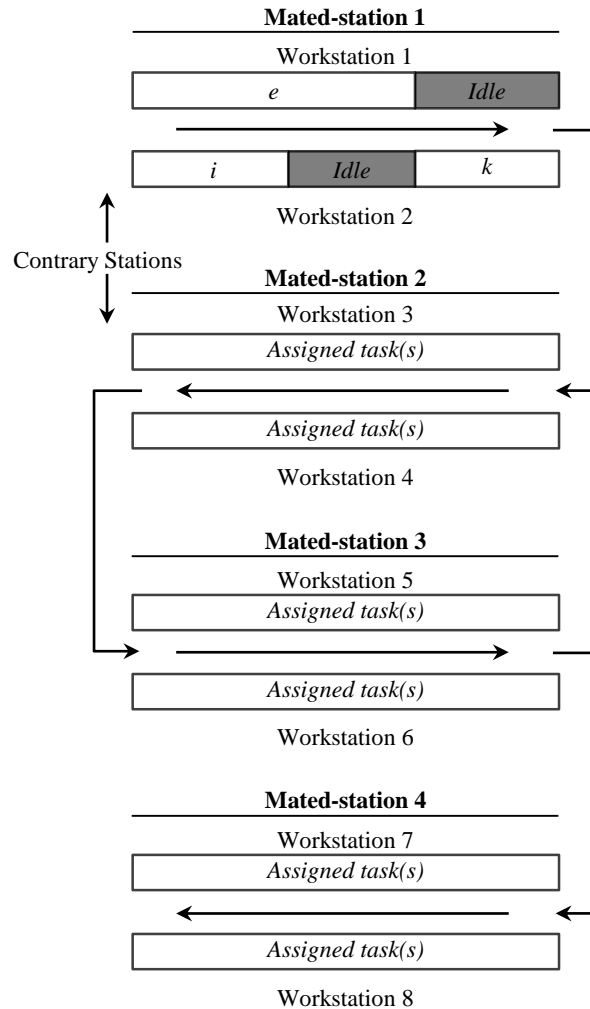 Mated-station 1
Workstation 1
e Idle
i Idle k
Workstation 2
Contrary Stations
Mated-station 2
Workstation 3
Assigned task(s)
Assigned task(s)
Workstation 4
Mated-station 3
Workstation 5
Assigned task(s)
Assigned task(s)
Workstation 6
Mated-station 4
Workstation 7
Assigned task(s)
Assigned task(s)
Workstation 8